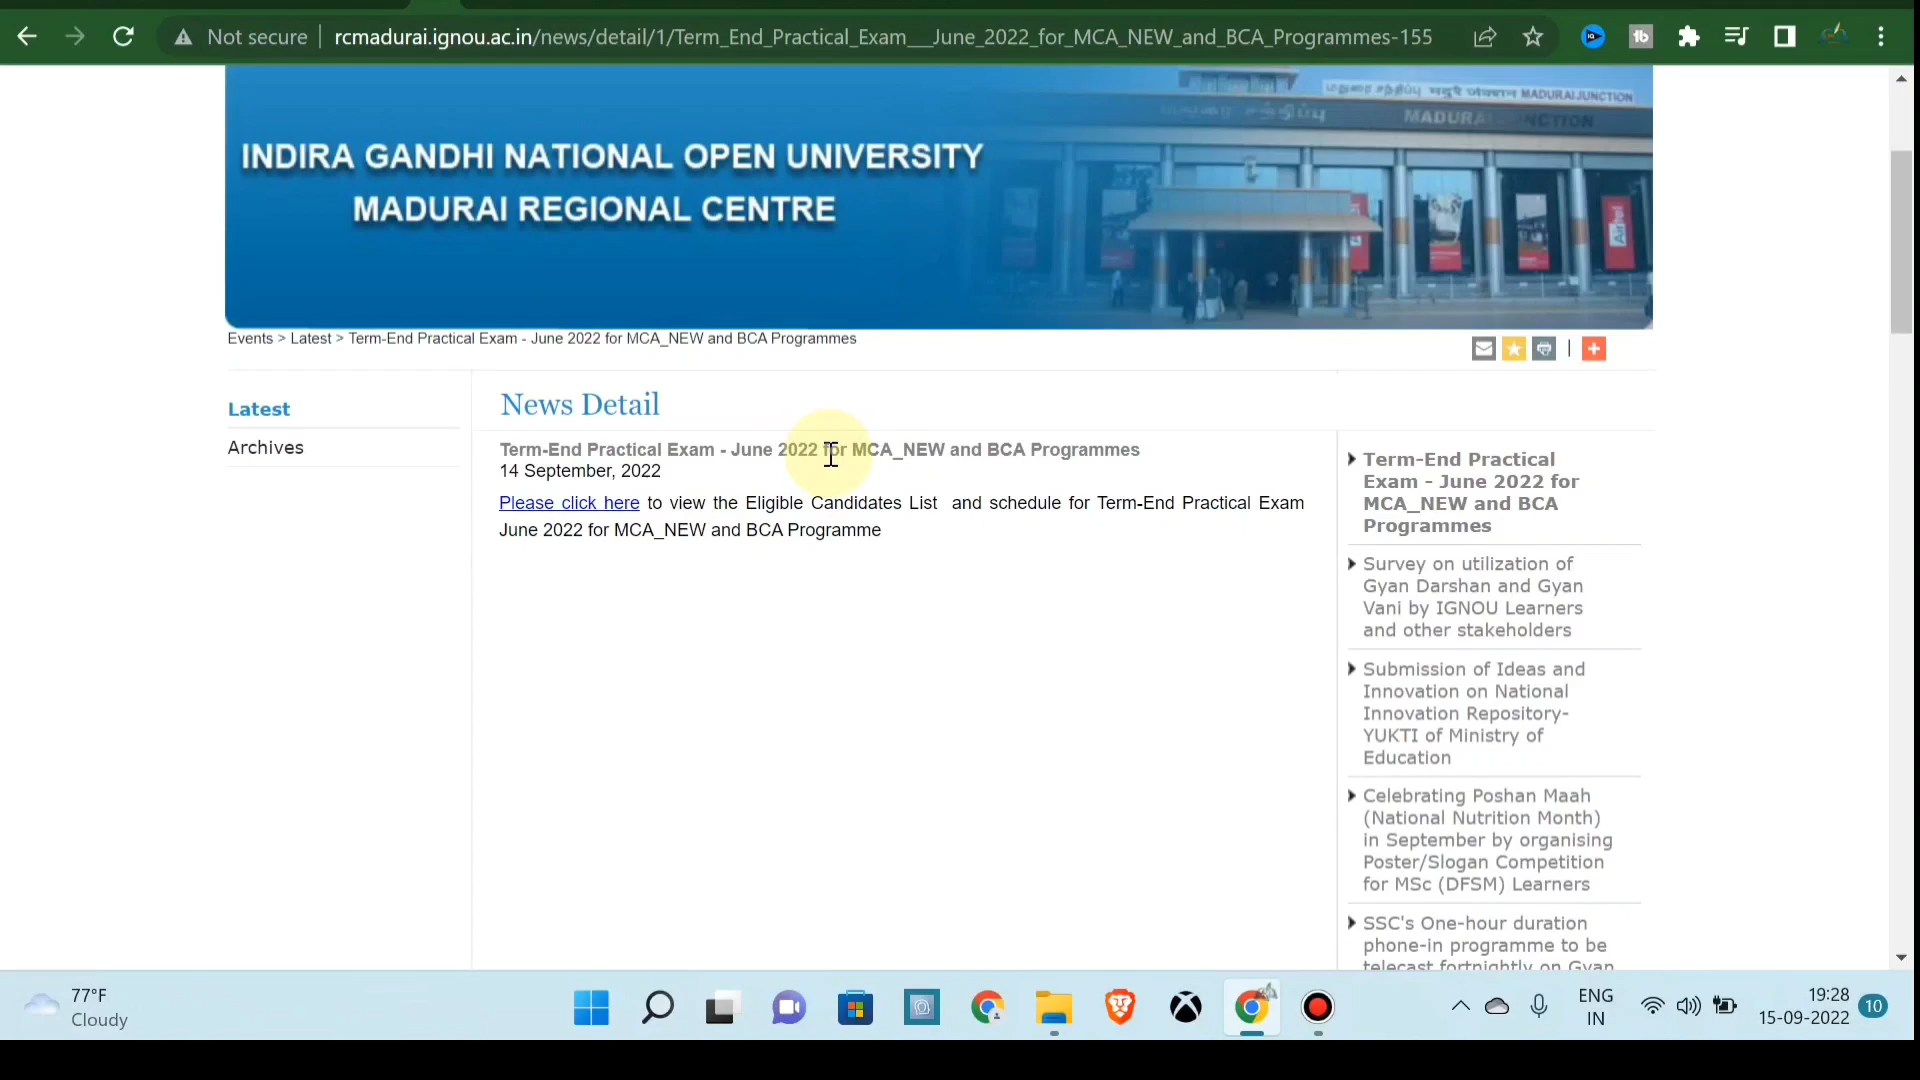 Not secure
rcmadurai.ignou.ac.in/news/detail/1/Term_End_Practical_Exam___June_2022_for_MCA_NEW_and_BCA_Programmes-155
MADURAI JUNCTION
INDIRA GANDHI NATIONAL OPEN UNIVERSITY
MADURAI REGIONAL CENTRE
Airtel
Events > Latest > Term-End Practical Exam - June 2022 for MCA_NEW and BCA Programmes
Latest
Archives
News Detail
Term-End Practical Exam - June 2022 for MCA_NEW and BCA Programmes
14 September, 2022
Please click here to view the Eligible Candidates List and schedule for Term-End Practical Exam
June 2022 for MCA_NEW and BCA Programme
Term-End Practical
Exam - June 2022 for
MCA_NEW and BCA
Programmes
Survey on utilization of
Gyan Darshan and Gyan
Vani by IGNOU Learners
and other stakeholders
Submission of Ideas and
Innovation on National
Innovation Repository-
YUKTI of Ministry of
Education
Celebrating Poshan Maah
(National Nutrition Month)
in September by organising
Poster/Slogan Competition
for MSc (DFSM) Learners
SSC's One-hour duration
phone-in programme to be
telecast fortnightly on Gyan
77°F
Cloudy
ENG
IN
19:28
15-09-2022
10